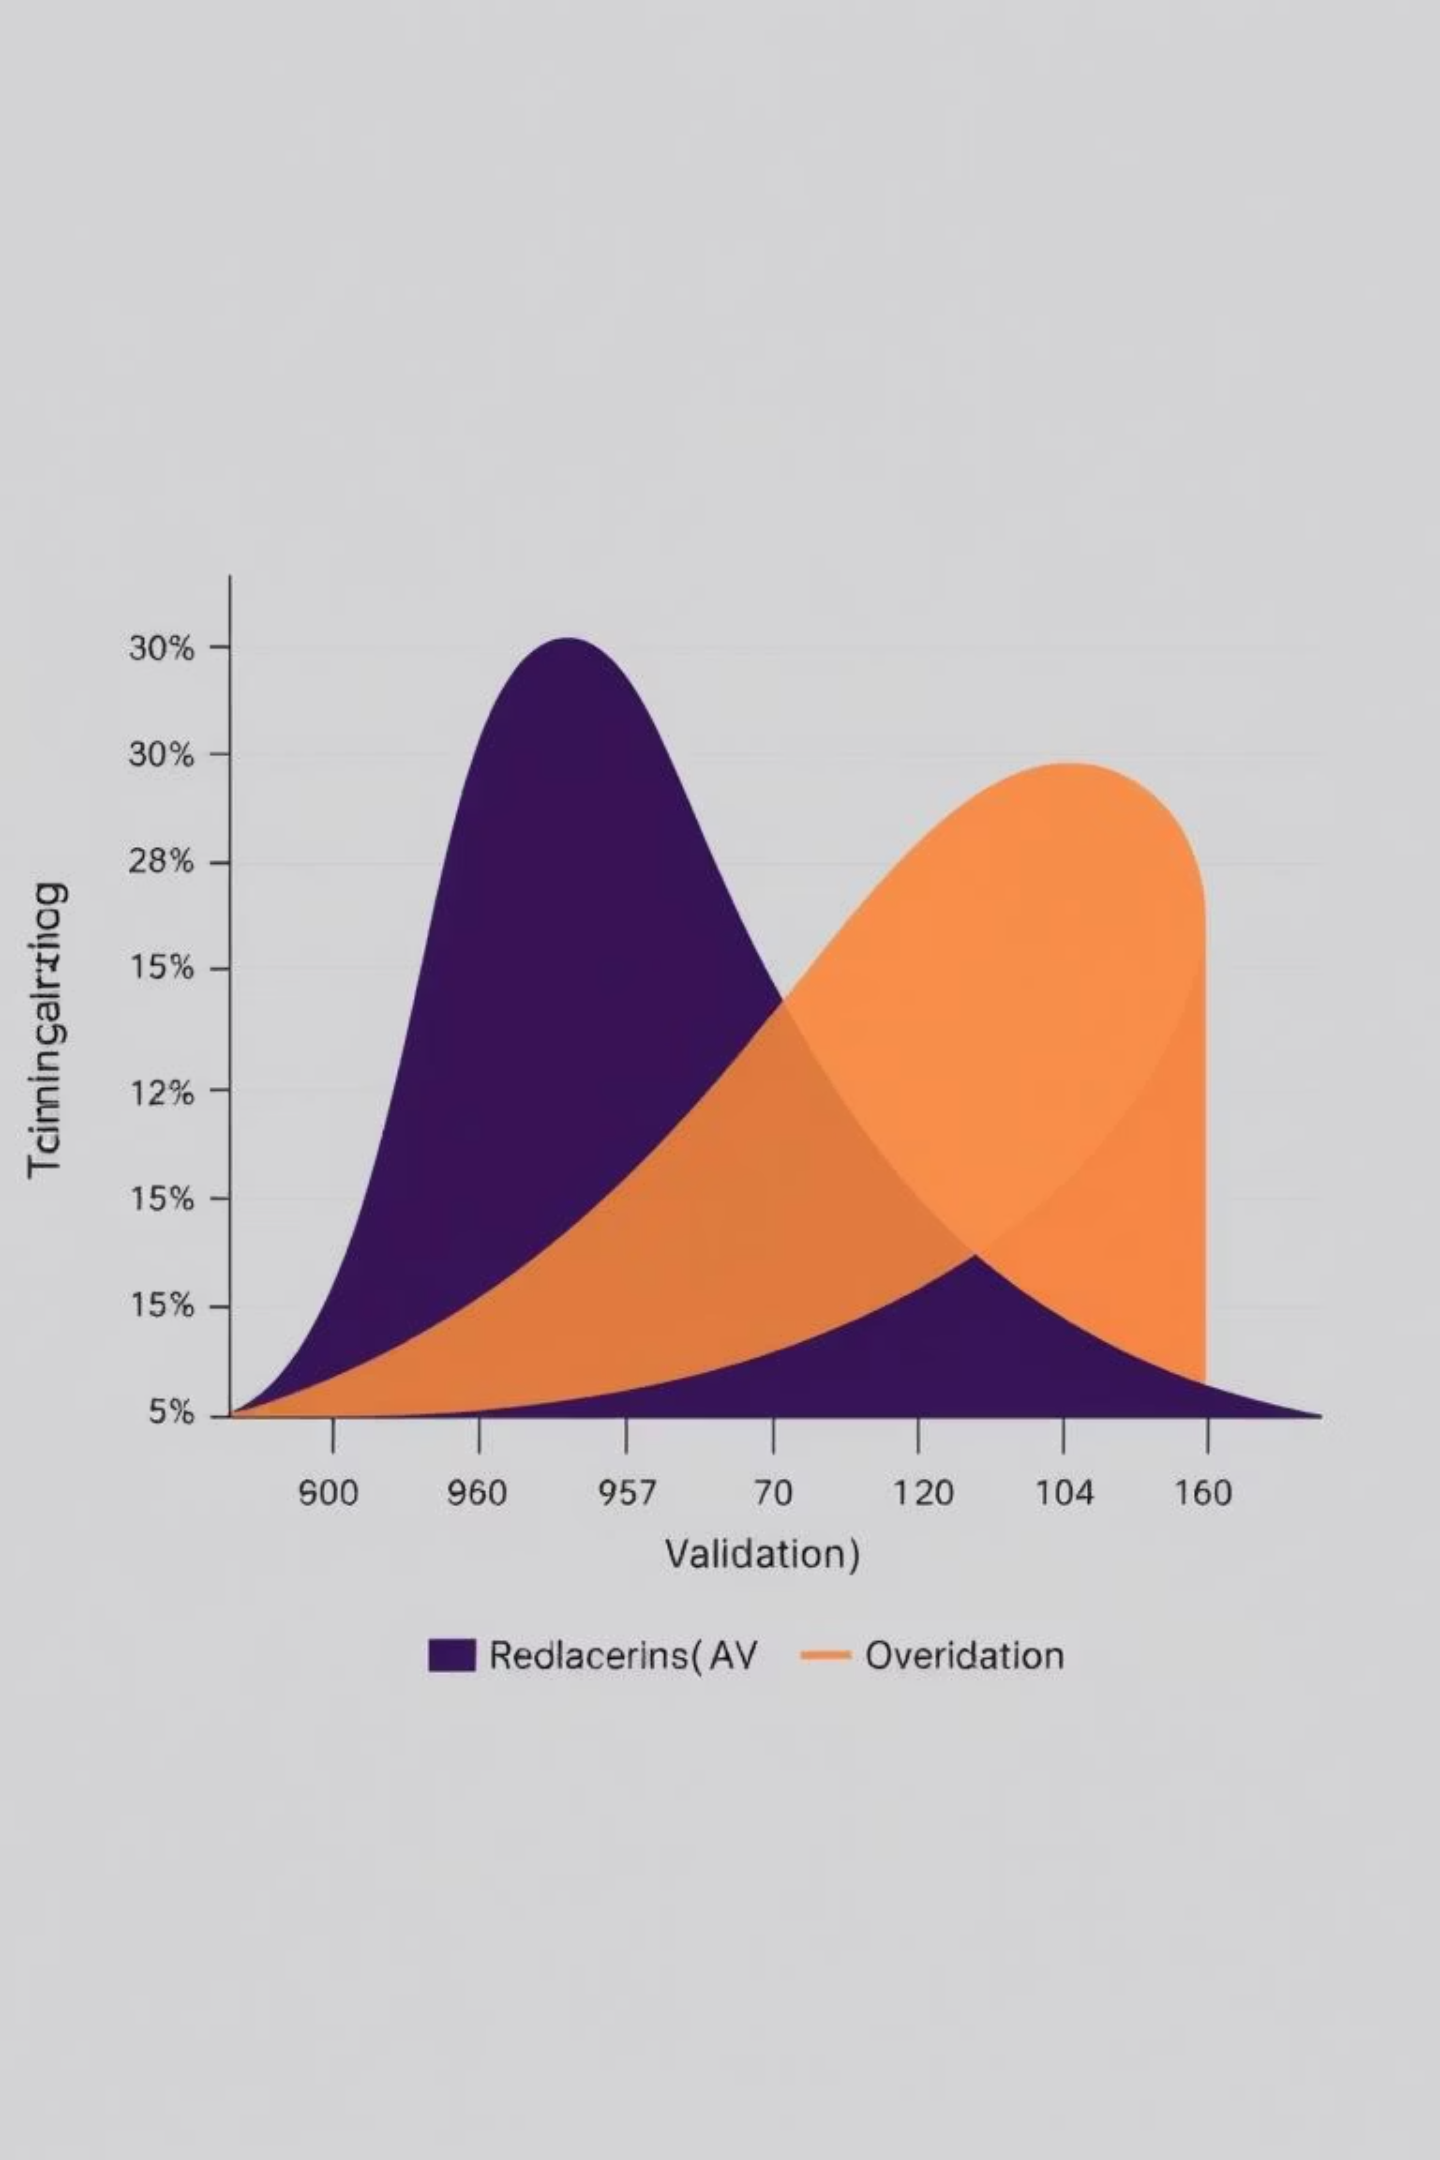 30%
30%
28%
15%
12%
15%
15%
5%
900 960 957 70 120 104 160
Validation)
Redlacerins(AV Overidation